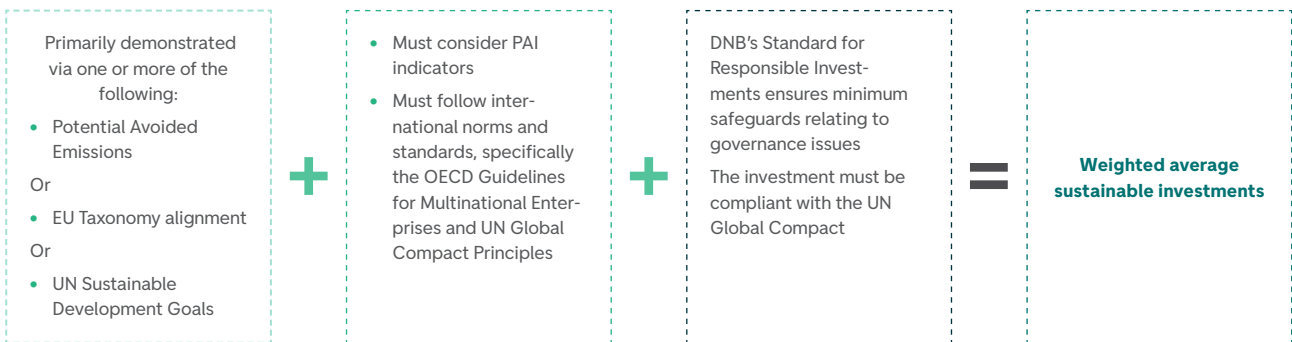 Primarily demonstrated
via one or more of the
following:
• Potential Avoided
Emissions
Or
• EU Taxonomy alignment
Or
• UN Sustainable
Development Goals
+
• Must consider PAI
indicators
• Must follow inter-
national norms and
standards, specifically
the OECD Guidelines
for Multinational Enter-
prises and UN Global
Compact Principles
+
DNB’s Standard for
Responsible Invest-
ments ensures minimum
safeguards relating to
governance issues
The investment must be
compliant with the UN
Global Compact
=
Weighted average
sustainable investments